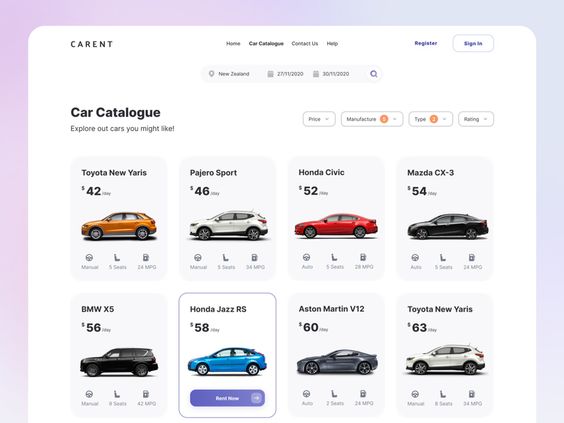 CARENT
Home Car Catalogue Contact Us Help
Register Sign In
New Zealand 27/11/2020 30/11/2020
Car Catalogue
Explore out cars you might like!
Price Manufacture Type Rating
Toyota New Yaris Pajero Sport Honda Civic Mazda CX-3
$42 /day $46 /day $52 /day $54 /day
Manual 5 Seats 24 MPG Manual 5 Seats 34 MPG Auto 5 Seats 28 MPG Auto 5 Seats 24 MPG
BMW X5 Honda Jazz RS Aston Martin V12 Toyota New Yaris
$56 /day $58 /day $60 /day $63 /day
Manual 8 Seats 42 MPG Rent Now Auto 2 Seats 24 MPG Manual 8 Seats 34 MPG